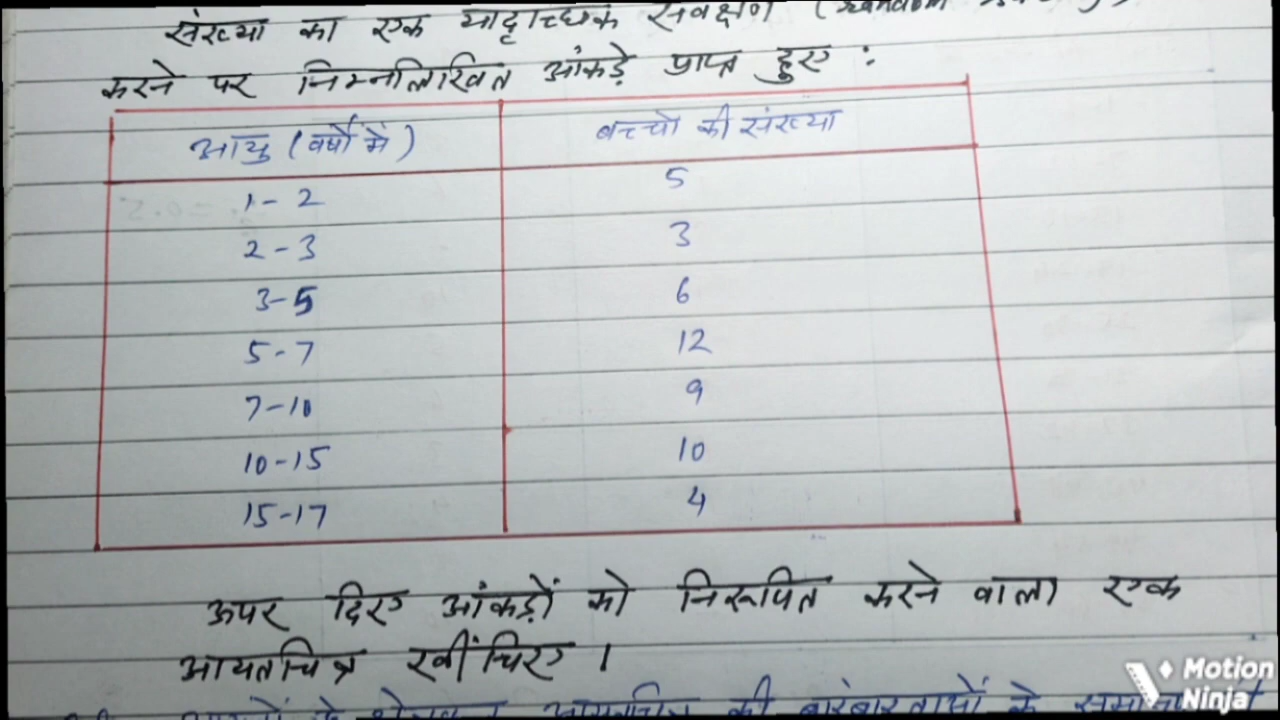 संख्या का एक यादृच्छिक सर्वेक्षण
करने पर निम्नलिखित आंकड़े प्राप्त हुए :
आयु (वर्षों में) बच्चों की संख्या
1-2 5
2-3 3
3-5 6
5-7 12
7-10 9
10-15 10
15-17 4
ऊपर दिए आंकड़ों को निरूपित करने वाला एक
आयतचित्र खींचिए ।
आयतचित्र की बारंबारताओं के
Motion
Ninja